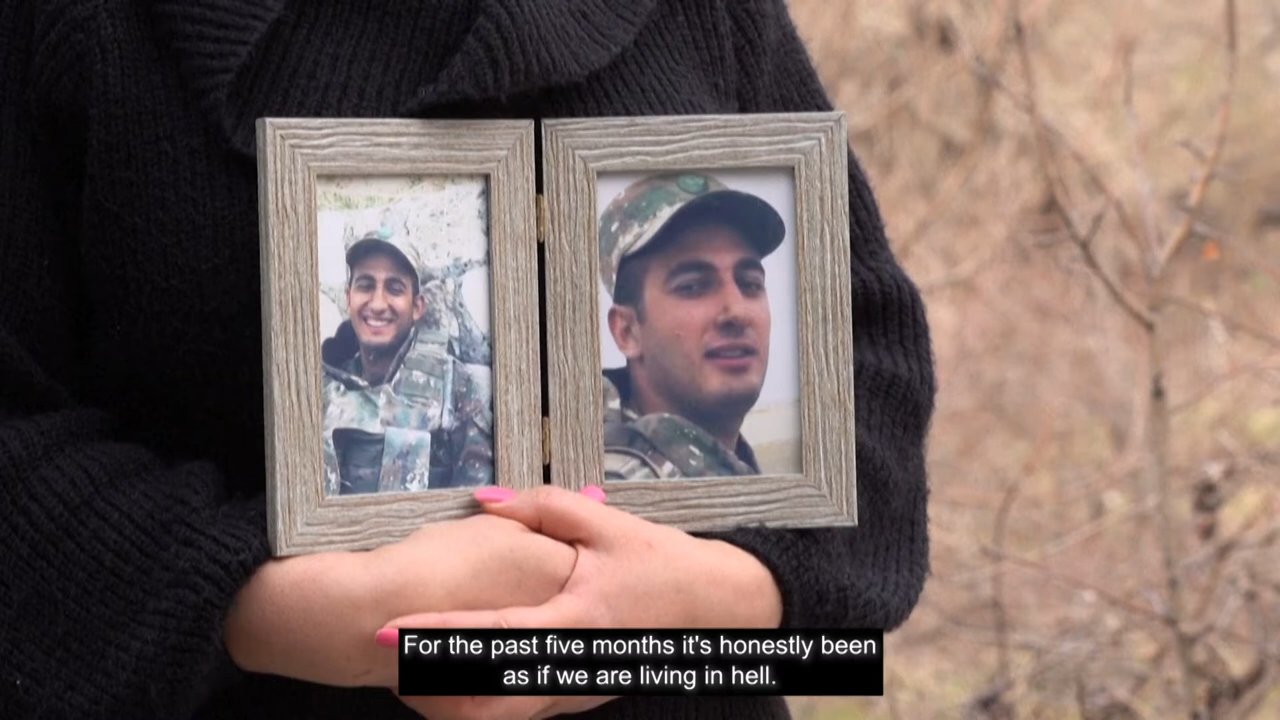 For the past five months it's honestly been
as if we are living in hell.